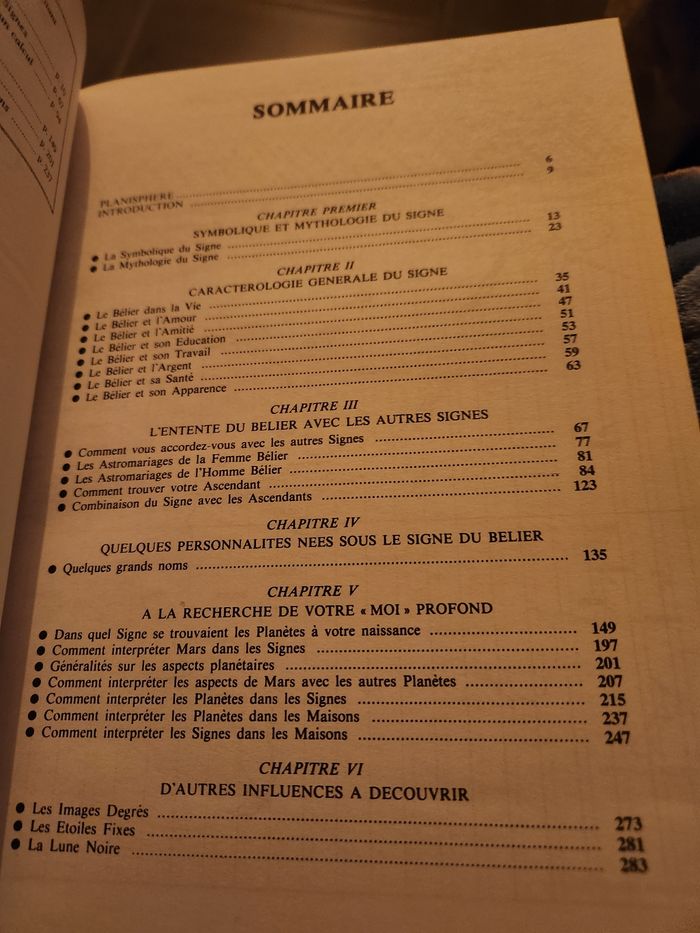 Signes
calcul
p. 149
p. 201
p. 237
SOMMAIRE
PLANISPHERE 6
INTRODUCTION 9
CHAPITRE PREMIER
SYMBOLIQUE ET MYTHOLOGIE DU SIGNE
● La Symbolique du Signe 13
● La Mythologie du Signe 23
CHAPITRE II
CARACTEROLOGIE GENERALE DU SIGNE
● Le Bélier dans la Vie 35
● Le Bélier et l'Amour 41
● Le Bélier et l'Amitié 47
● Le Bélier et son Education 51
● Le Bélier et son Travail 53
● Le Bélier et l'Argent 57
● Le Bélier et sa Santé 59
● Le Bélier et son Apparence 63
CHAPITRE III
L'ENTENTE DU BELIER AVEC LES AUTRES SIGNES
● Comment vous accordez-vous avec les autres Signes 67
● Les Astromariages de la Femme Bélier 77
● Les Astromariages de l'Homme Bélier 81
● Comment trouver votre Ascendant 84
● Combinaison du Signe avec les Ascendants 123
CHAPITRE IV
QUELQUES PERSONNALITES NEES SOUS LE SIGNE DU BELIER
● Quelques grands noms 135
CHAPITRE V
A LA RECHERCHE DE VOTRE « MOI » PROFOND
● Dans quel Signe se trouvaient les Planètes à votre naissance 149
● Comment interpréter Mars dans les Signes 197
● Généralités sur les aspects planétaires 201
● Comment interpréter les aspects de Mars avec les autres Planètes 207
● Comment interpréter les Planètes dans les Signes 215
● Comment interpréter les Planètes dans les Maisons 237
● Comment interpréter les Signes dans les Maisons 247
CHAPITRE VI
D'AUTRES INFLUENCES A DECOUVRIR
● Les Images Degrés 273
● Les Etoiles Fixes 281
● La Lune Noire 283